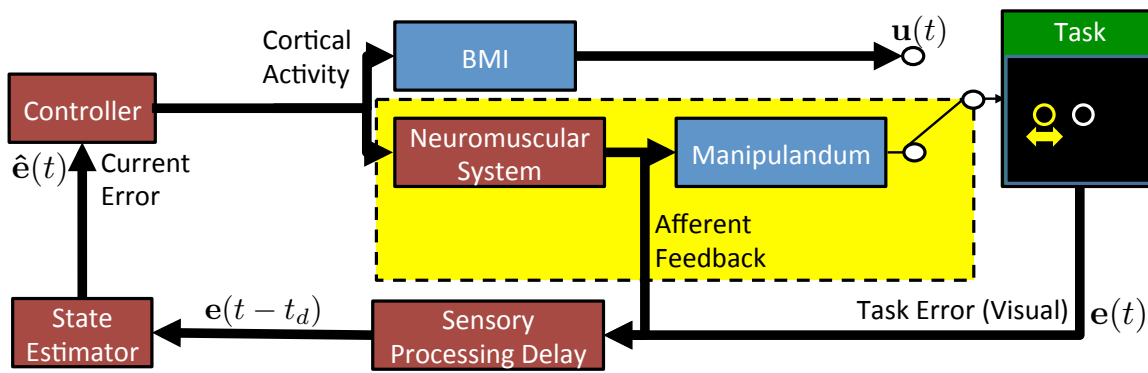 Cortical
Activity
BMI
u(t)
Task
Controller
Neuromuscular
System
Manipulandum
ê(t)
Current
Error
Afferent
Feedback
State
Estimator
e(t − t_d)
Sensory
Processing Delay
Task Error (Visual)
e(t)